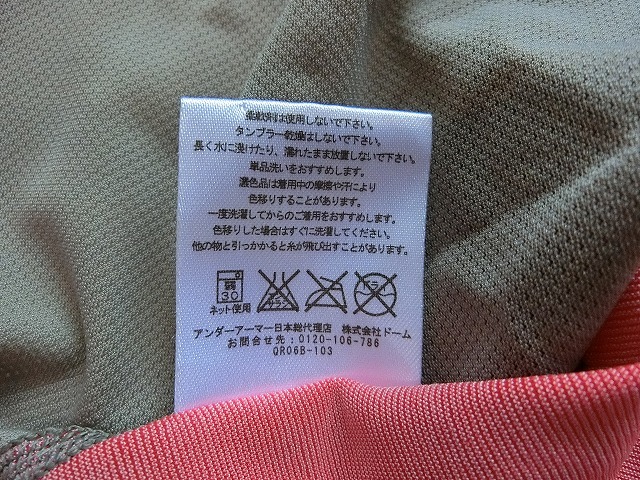 柔軟剤は使用しないで下さい。
タンブラー乾燥はしないで下さい。
長く水に浸けたり、濡れたまま放置しないで下さい。
単品洗いをおすすめします。
濃色品は着用中の摩擦や汗により
色移りすることがあります。
一度洗濯してからのご着用をおすすめします。
色移りした場合はすぐに洗濯してください。
他の物と引っかかると糸が飛び出すことがあります。
弱
30
エンソサラシ
ドライ
ネット使用
アンダーアーマー日本総代理店 株式会社ドーム
お問合せ先:0120-106-786
QR06B-103